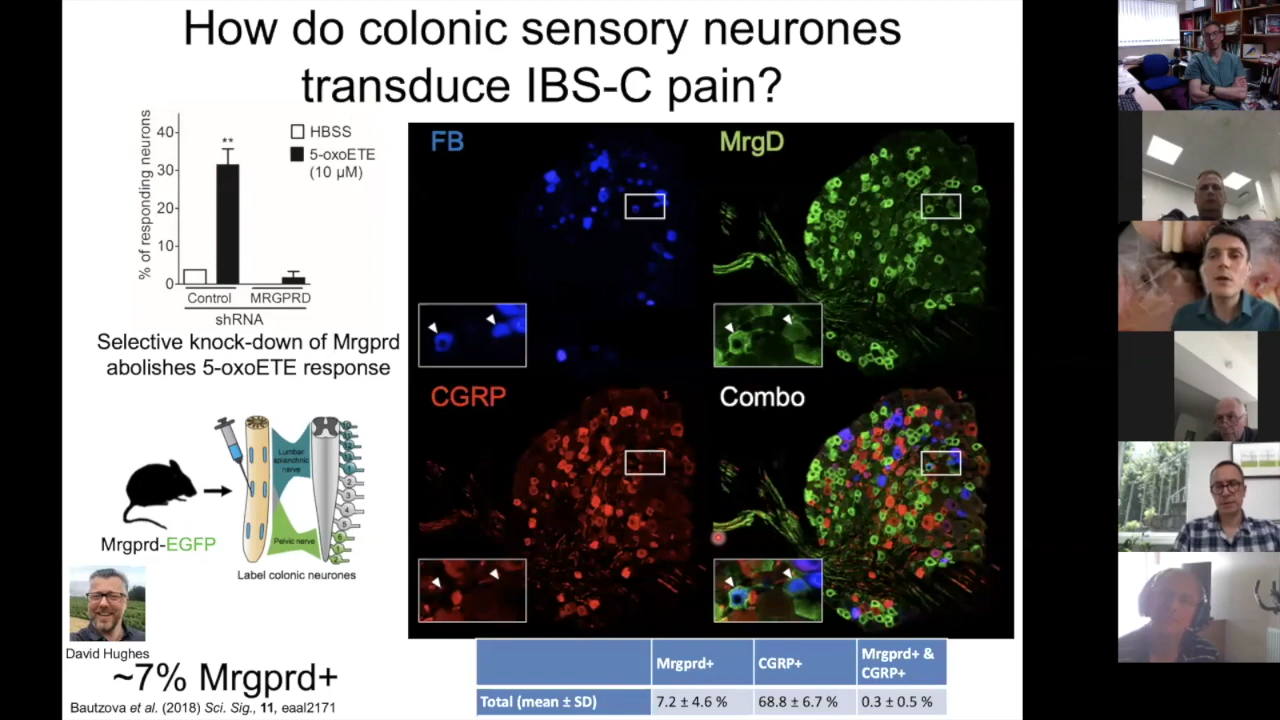 How do colonic sensory neurones
transduce IBS-C pain?
% of responding neurons
40
30
20
10
0
**
HBSS
5-oxoETE
(10 µM)
Control
MRGPRD
shRNA
Selective knock-down of Mrgprd
abolishes 5-oxoETE response
Lumbar
splanchnic
nerve
Pelvic nerve
Mrgprd-EGFP
Label colonic neurones
David Hughes
~7% Mrgprd+
Bautzova et al. (2018) Sci. Sig., 11, eaal2171
FB
MrgD
CGRP
Combo
Mrgprd+
CGRP+
Mrgprd+ &
CGRP+
Total (mean ± SD)
7.2 ± 4.6 %
68.8 ± 6.7 %
0.3 ± 0.5 %